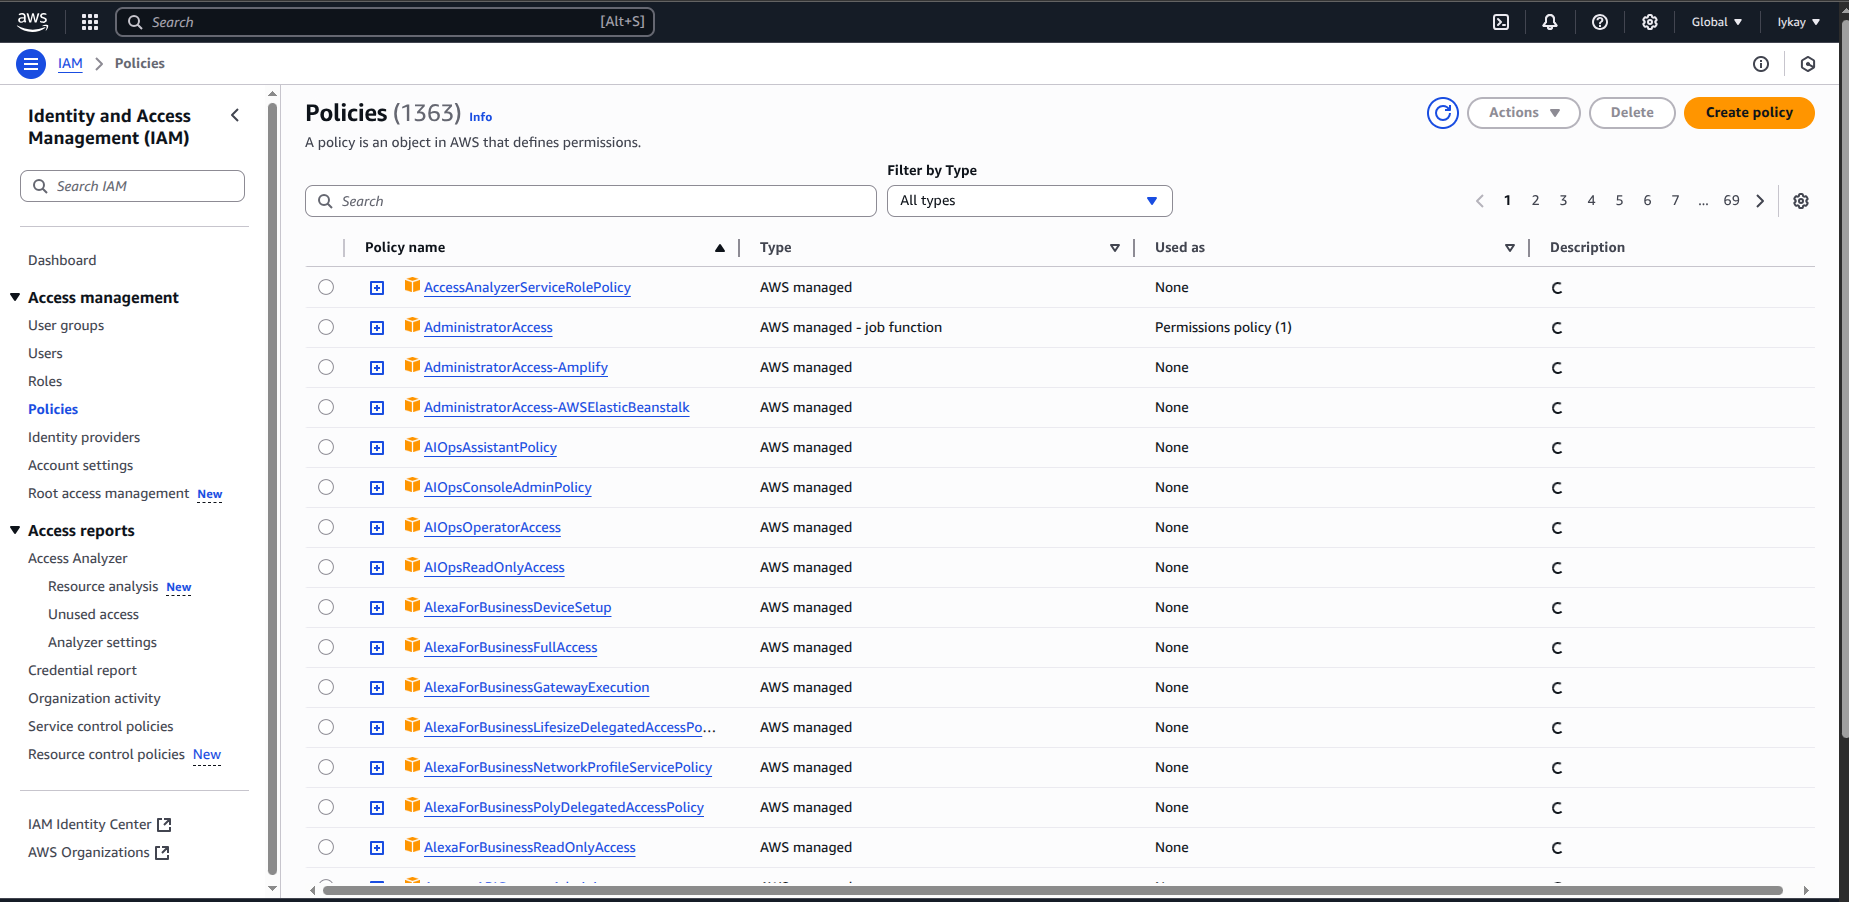 aws
Search [Alt+S]
Global
Iykay
IAM
Policies
Identity and Access
Management (IAM)
Search IAM
Dashboard
Access management
User groups
Users
Roles
Policies
Identity providers
Account settings
Root access management New
Access reports
Access Analyzer
Resource analysis New
Unused access
Analyzer settings
Credential report
Organization activity
Service control policies
Resource control policies New
IAM Identity Center
AWS Organizations
Policies (1363) Info
A policy is an object in AWS that defines permissions.
Actions
Delete
Create policy
Filter by Type
Search
All types
1 2 3 4 5 6 7 ... 69
Policy name Type Used as Description
AccessAnalyzerServiceRolePolicy AWS managed None
AdministratorAccess AWS managed - job function Permissions policy (1)
AdministratorAccess-Amplify AWS managed None
AdministratorAccess-AWSElasticBeanstalk AWS managed None
AIOpsAssistantPolicy AWS managed None
AIOpsConsoleAdminPolicy AWS managed None
AIOpsOperatorAccess AWS managed None
AIOpsReadOnlyAccess AWS managed None
AlexaForBusinessDeviceSetup AWS managed None
AlexaForBusinessFullAccess AWS managed None
AlexaForBusinessGatewayExecution AWS managed None
AlexaForBusinessLifesizeDelegatedAccessPo... AWS managed None
AlexaForBusinessNetworkProfileServicePolicy AWS managed None
AlexaForBusinessPolyDelegatedAccessPolicy AWS managed None
AlexaForBusinessReadOnlyAccess AWS managed None